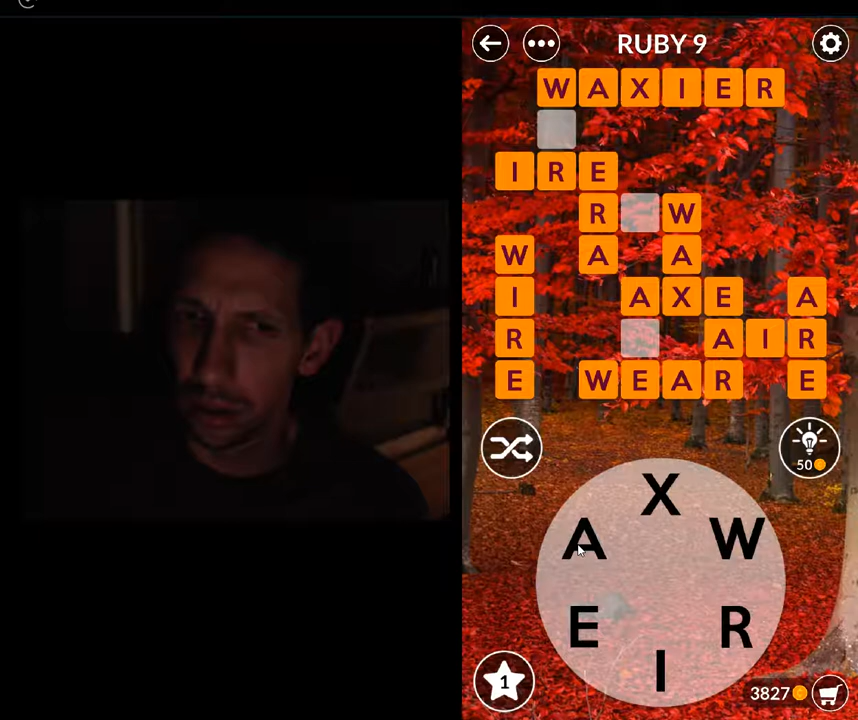 RUBY 9
WAXIER
IRE
R W
W A A
I AXE A
R AIR
E WEAR E
50
X
A W
E R
I
1
3827